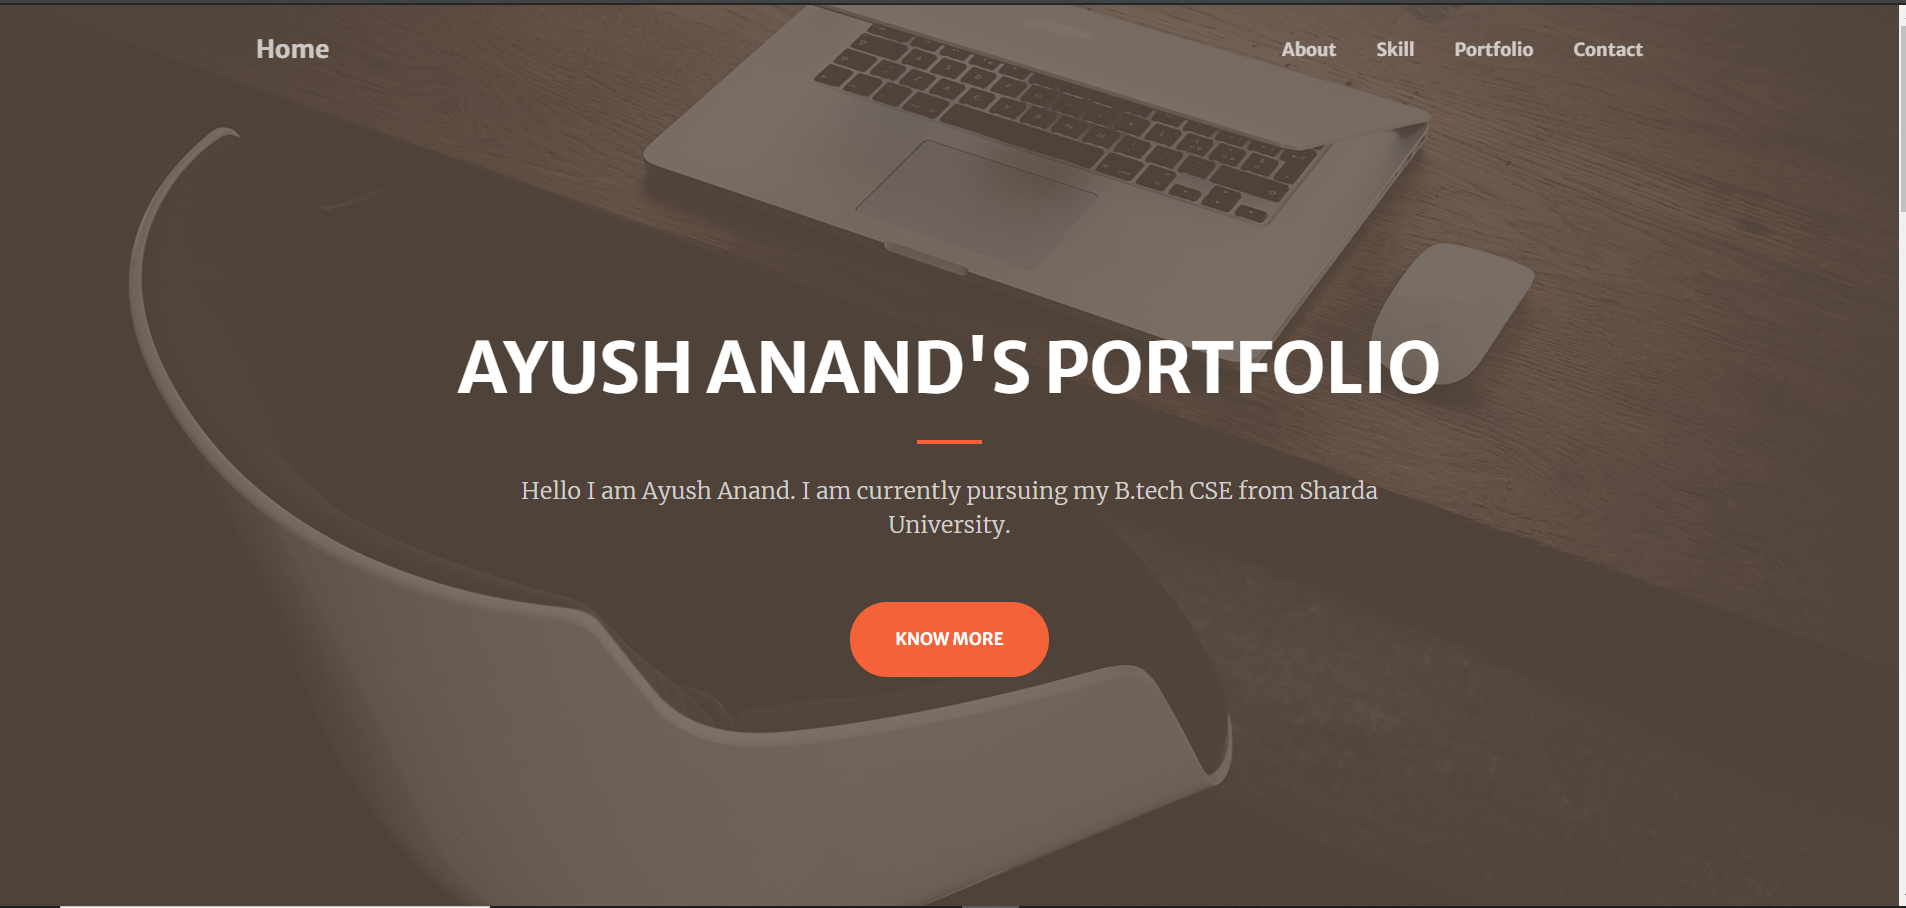 Home
About Skill Portfolio Contact
AYUSH ANAND'S PORTFOLIO
Hello I am Ayush Anand. I am currently pursuing my B.tech CSE from Sharda
University.
KNOW MORE